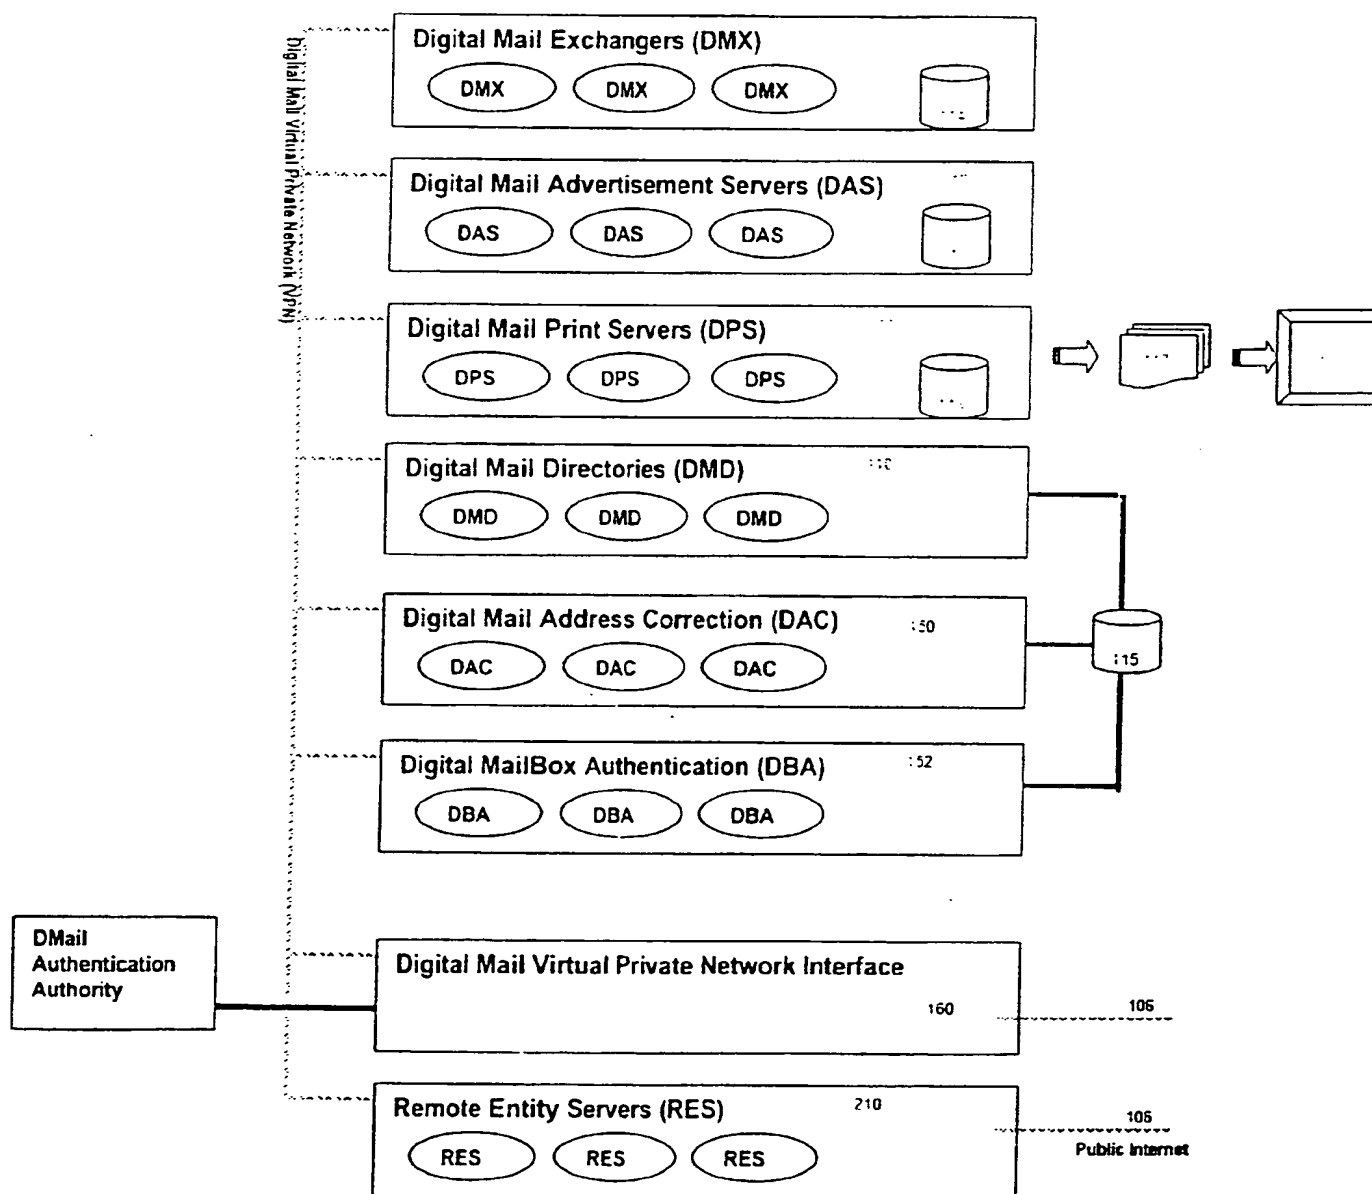 Digital Mail Virtual Private Network (VPN)
Digital Mail Exchangers (DMX)
DMX DMX DMX
Digital Mail Advertisement Servers (DAS)
DAS DAS DAS
Digital Mail Print Servers (DPS)
DPS DPS DPS
Digital Mail Directories (DMD)
DMD DMD DMD
Digital Mail Address Correction (DAC)
DAC DAC DAC
Digital MailBox Authentication (DBA)
DBA DBA DBA
DMail
Authentication
Authority
Digital Mail Virtual Private Network Interface
160
106
Remote Entity Servers (RES) 210
106
Public Internet
RES RES RES